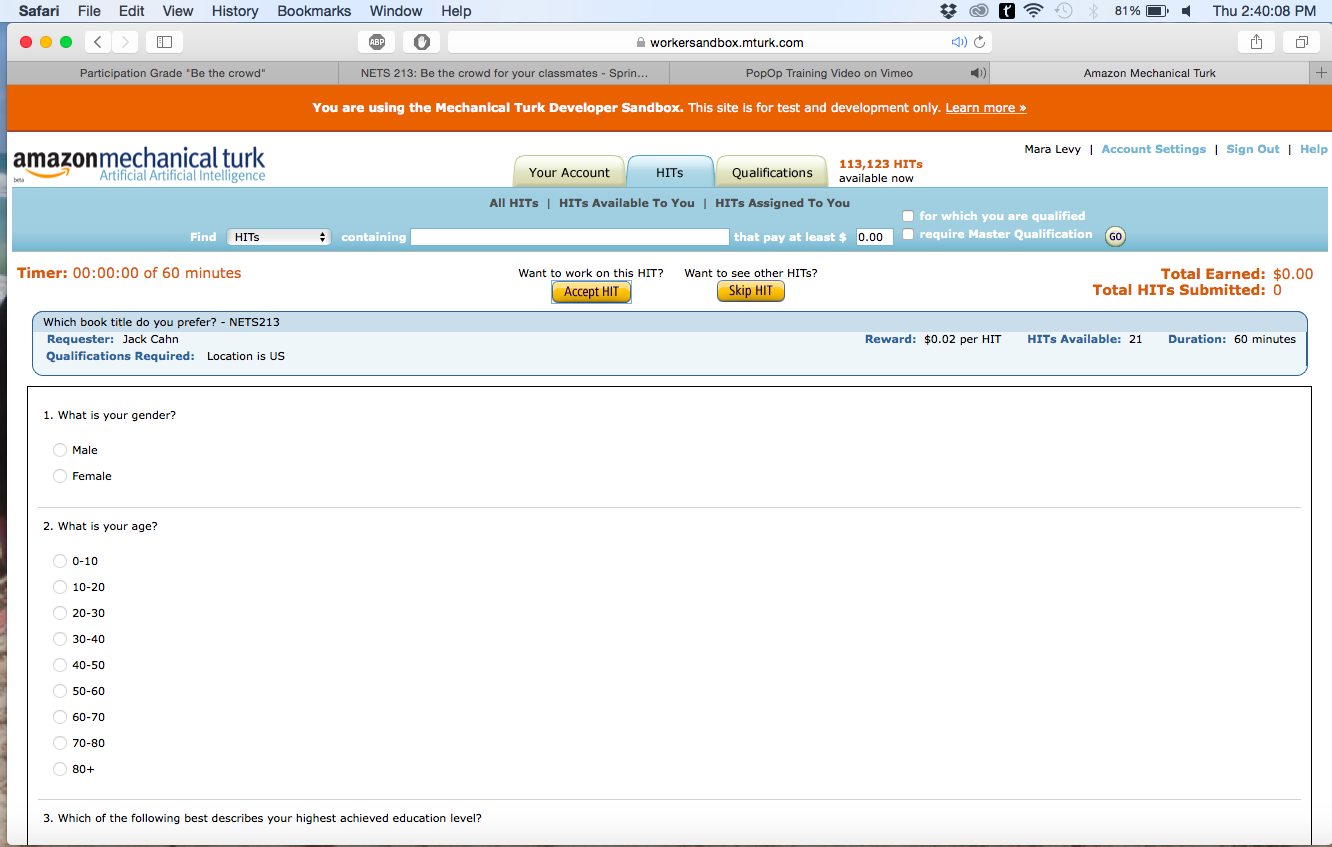 Safari File Edit View History Bookmarks Window Help 81% Thu 2:40:08 PM
ABP workersandbox.mturk.com
Participation Grade "Be the crowd" NETS 213: Be the crowd for your classmates - Sprin... PopOp Training Video on Vimeo Amazon Mechanical Turk
You are using the Mechanical Turk Developer Sandbox. This site is for test and development only. Learn more »
Mara Levy | Account Settings | Sign Out | Help
amazonmechanical turk
beta Artificial Artificial Intelligence
Your Account HITs Qualifications
113,123 HITs
available now
All HITs | HITs Available To You | HITs Assigned To You
for which you are qualified
Find HITs containing that pay at least $ 0.00 require Master Qualification GO
Timer: 00:00:00 of 60 minutes
Want to work on this HIT? Want to see other HITs?
Accept HIT Skip HIT
Total Earned: $0.00
Total HITs Submitted: 0
Which book title do you prefer? - NETS213
Requester: Jack Cahn Reward: $0.02 per HIT HITs Available: 21 Duration: 60 minutes
Qualifications Required: Location is US
1. What is your gender?
Male
Female
2. What is your age?
0-10
10-20
20-30
30-40
40-50
50-60
60-70
70-80
80+
3. Which of the following best describes your highest achieved education level?